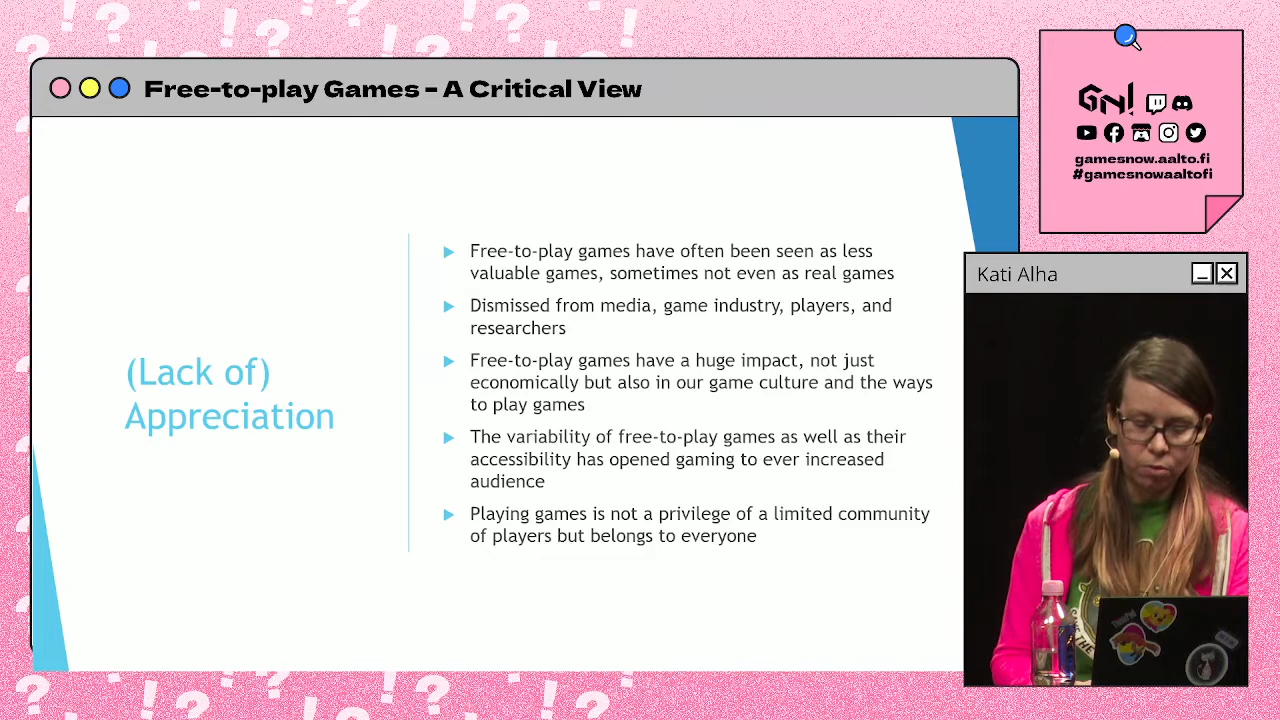 Free-to-play Games - A Critical View
GN!
gamesnow.aalto.fi
#gamesnowaaltofi
Kati Alha
(Lack of)
Appreciation
Free-to-play games have often been seen as less
valuable games, sometimes not even as real games
Dismissed from media, game industry, players, and
researchers
Free-to-play games have a huge impact, not just
economically but also in our game culture and the ways
to play games
The variability of free-to-play games as well as their
accessibility has opened gaming to ever increased
audience
Playing games is not a privilege of a limited community
of players but belongs to everyone